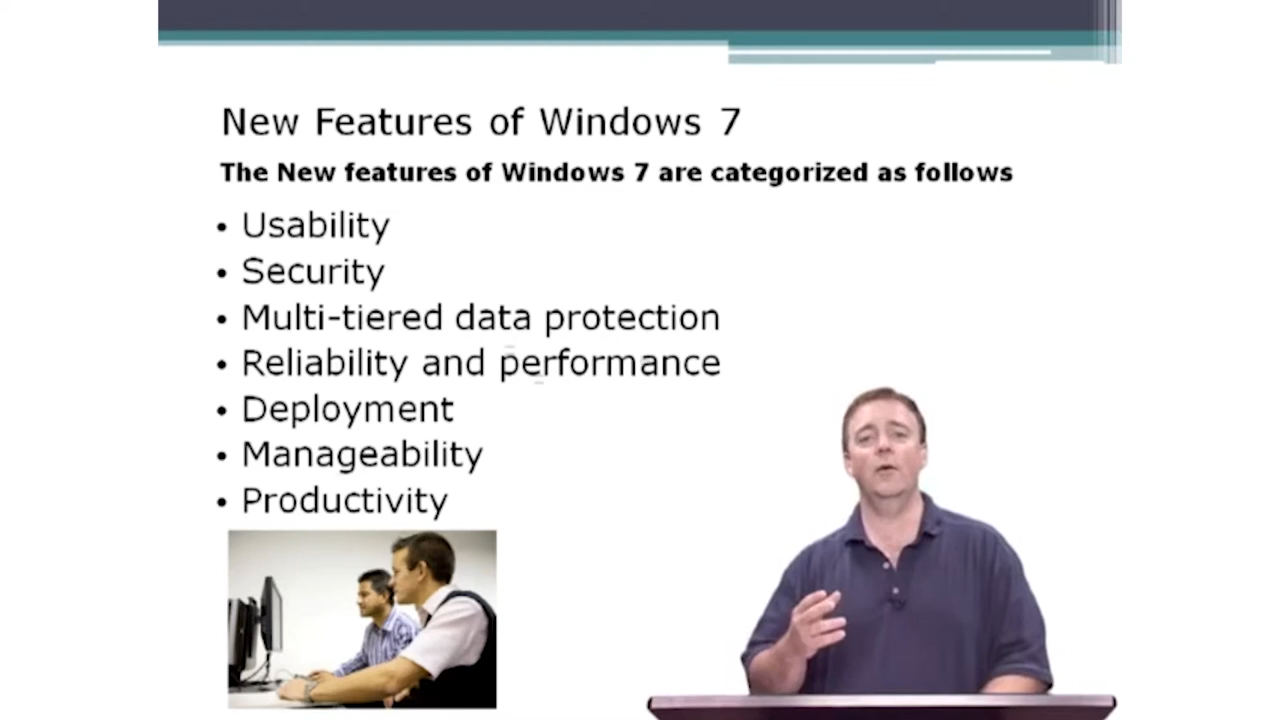 New Features of Windows 7
The New features of Windows 7 are categorized as follows
• Usability
• Security
• Multi-tiered data protection
• Reliability and performance
• Deployment
• Manageability
• Productivity